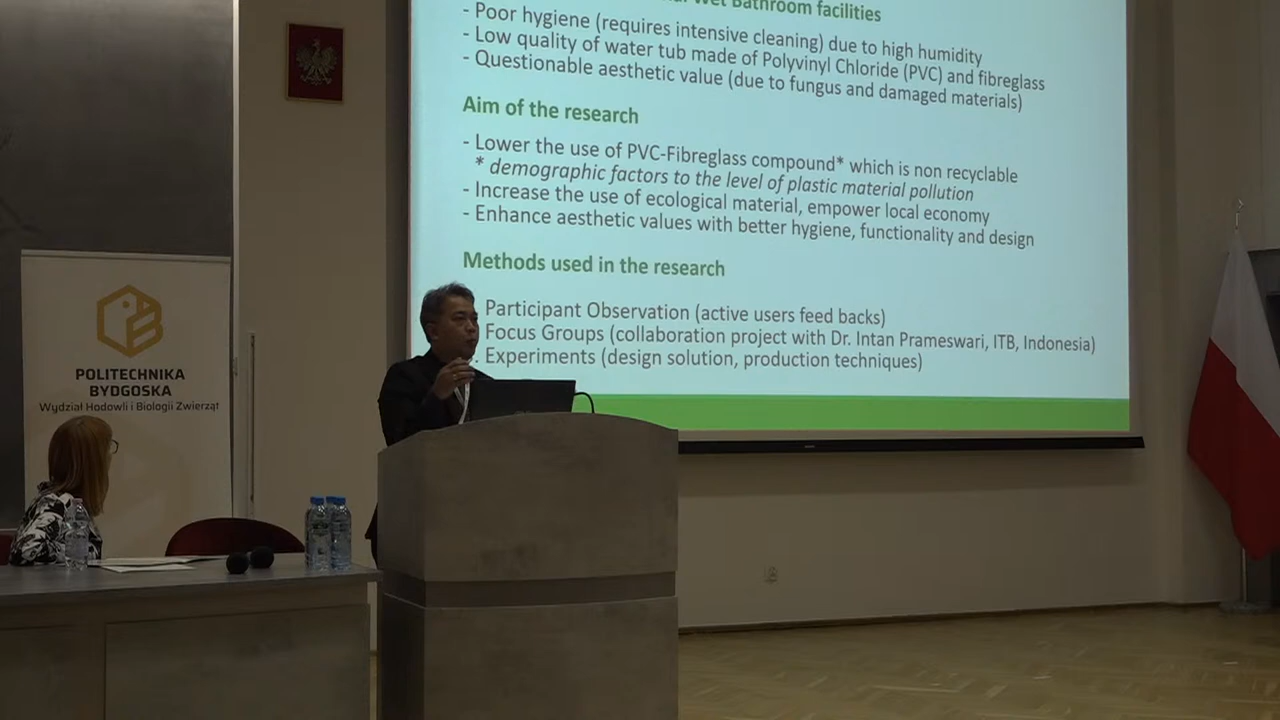 Wet Bathroom facilities
- Poor hygiene (requires intensive cleaning) due to high humidity
- Low quality of water tub made of Polyvinyl Chloride (PVC) and fibreglass
- Questionable aesthetic value (due to fungus and damaged materials)
Aim of the research
- Lower the use of PVC-Fibreglass compound* which is non recyclable
* demographic factors to the level of plastic material pollution
- Increase the use of ecological material, empower local economy
- Enhance aesthetic values with better hygiene, functionality and design
Methods used in the research
Participant Observation (active users feed backs)
Focus Groups (collaboration project with Dr. Intan Prameswari, ITB, Indonesia)
. Experiments (design solution, production techniques)
POLITECHNIKA
BYDGOSKA
Wydział Hodowli i Biologii Zwierząt